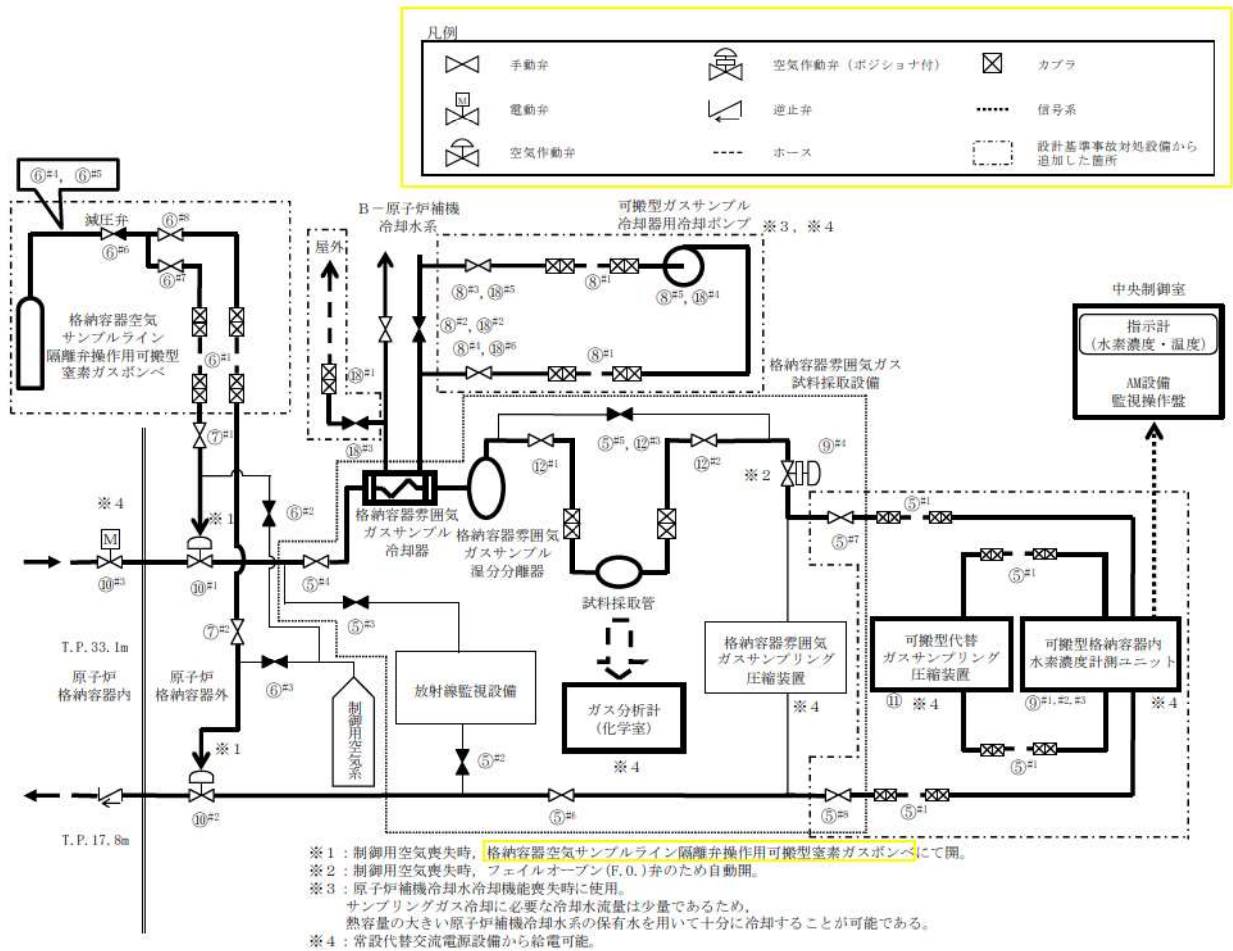 凡例
手動弁
空気作動弁（ポジショナ付）
カプラ
M
電動弁
逆止弁
信号系
空気作動弁
ホース
設計基準事故対処設備から
追加した箇所
⑥#4, ⑥#5
減圧弁
⑥#8
⑥#6
⑥#7
格納容器空気
サンプルライン
隔離弁操作用可搬型
窒素ガスボンベ
⑥#1
B－原子炉補機
冷却水系
屋外
可搬型ガスサンプル
冷却器用冷却ポンプ
※3, ※4
⑧#3, ⑱#5
⑧#1
⑧#5, ⑱#4
⑧#2, ⑱#2
⑧#4, ⑱#6
⑧#1
⑱#1
⑱#3
格納容器雰囲気ガス
試料採取設備
中央制御室
指示計
（水素濃度・温度）
AM設備
監視操作盤
⑦#1
※4
M
※1
⑥#2
⑩#3
⑩#1
⑤#4
格納容器雰囲気
ガスサンプル
冷却器
格納容器雰囲気
ガスサンプル
湿分分離器
⑫#1
⑤#5, ⑫#3
⑫#2
⑨#4
※2
試料採取管
⑤#7
⑤#1
⑤#1
⑤#3
⑦#2
T.P.33.1m
原子炉
格納容器内
原子炉
格納容器外
⑥#3
制御用空気系
放射線監視設備
ガス分析計
(化学室)
※4
格納容器雰囲気
ガスサンプリング
圧縮装置
※4
可搬型代替
ガスサンプリング
圧縮装置
⑪ ※4
可搬型格納容器内
水素濃度計測ユニット
⑨#1,#2,#3
※4
⑤#1
※1
⑤#2
⑩#2
⑤#6
⑤#8
⑤#1
T.P.17.8m
※1：制御用空気喪失時，格納容器空気サンプルライン隔離弁操作用可搬型窒素ガスボンベにて開。
※2：制御用空気喪失時，フェイルオープン(F.O.)弁のため自動開。
※3：原子炉補機冷却水冷却機能喪失時に使用。
サンプリングガス冷却に必要な冷却水流量は少量であるため，
熱容量の大きい原子炉補機冷却水系の保有水を用いて十分に冷却することが可能である。
※4：常設代替交流電源設備から給電可能。